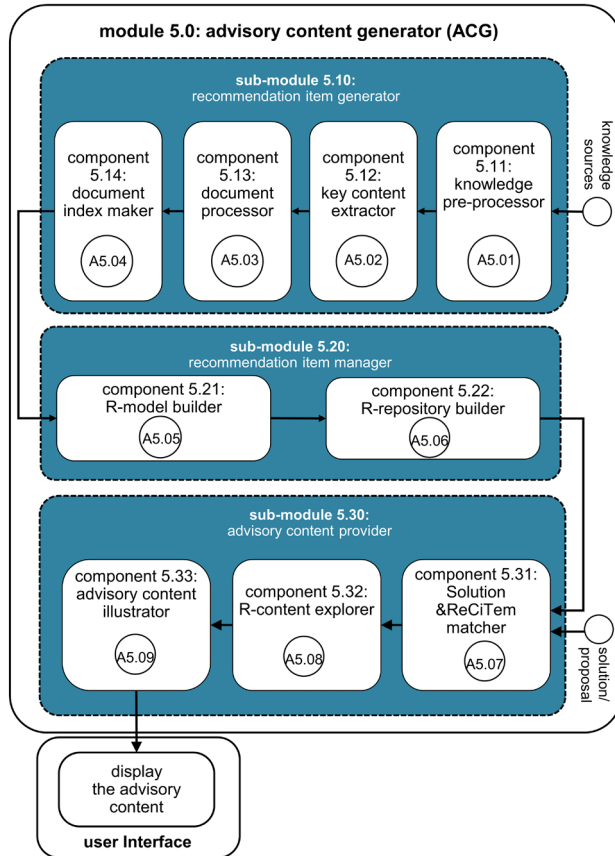 module 5.0: advisory content generator (ACG)
sub-module 5.10:
recommendation item generator
component
5.14:
document
index maker
A5.04
component
5.13:
document
processor
A5.03
component
5.12:
key content
extractor
A5.02
component
5.11:
knowledge
pre-processor
A5.01
knowledge
sources
sub-module 5.20:
recommendation item manager
component 5.21:
R-model builder
A5.05
component 5.22:
R-repository builder
A5.06
sub-module 5.30:
advisory content provider
component 5.33:
advisory content
illustrator
A5.09
component 5.32:
R-content explorer
A5.08
component 5.31:
Solution
&ReCiTem
matcher
A5.07
solution/
proposal
display
the advisory
content
user Interface